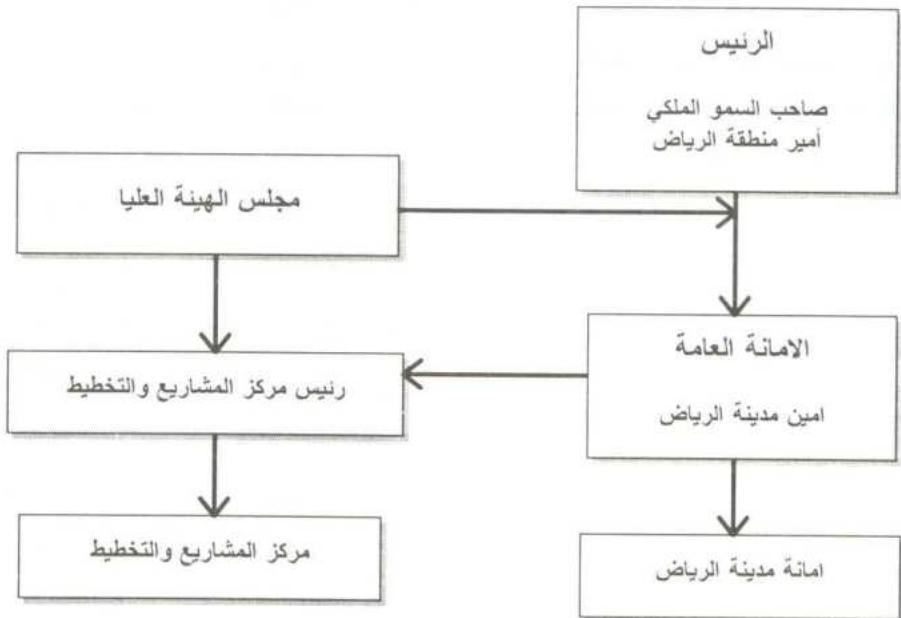 الرئيس
صاحب السمو الملكي
أمير منطقة الرياض
مجلس الهيئة العليا
الامانة العامة
امين مدينة الرياض
رئيس مركز المشاريع والتخطيط
امانة مدينة الرياض
مركز المشاريع والتخطيط